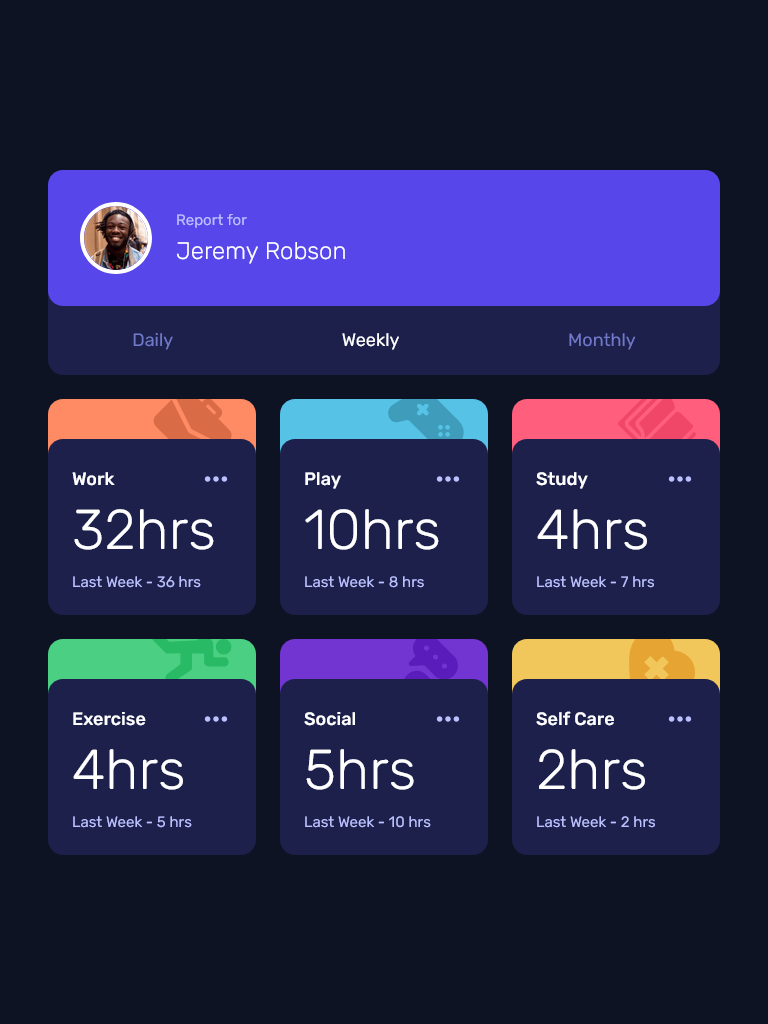 Report for
Jeremy Robson
Daily Weekly Monthly
Work
32hrs
Last Week - 36 hrs
Play
10hrs
Last Week - 8 hrs
Study
4hrs
Last Week - 7 hrs
Exercise
4hrs
Last Week - 5 hrs
Social
5hrs
Last Week - 10 hrs
Self Care
2hrs
Last Week - 2 hrs